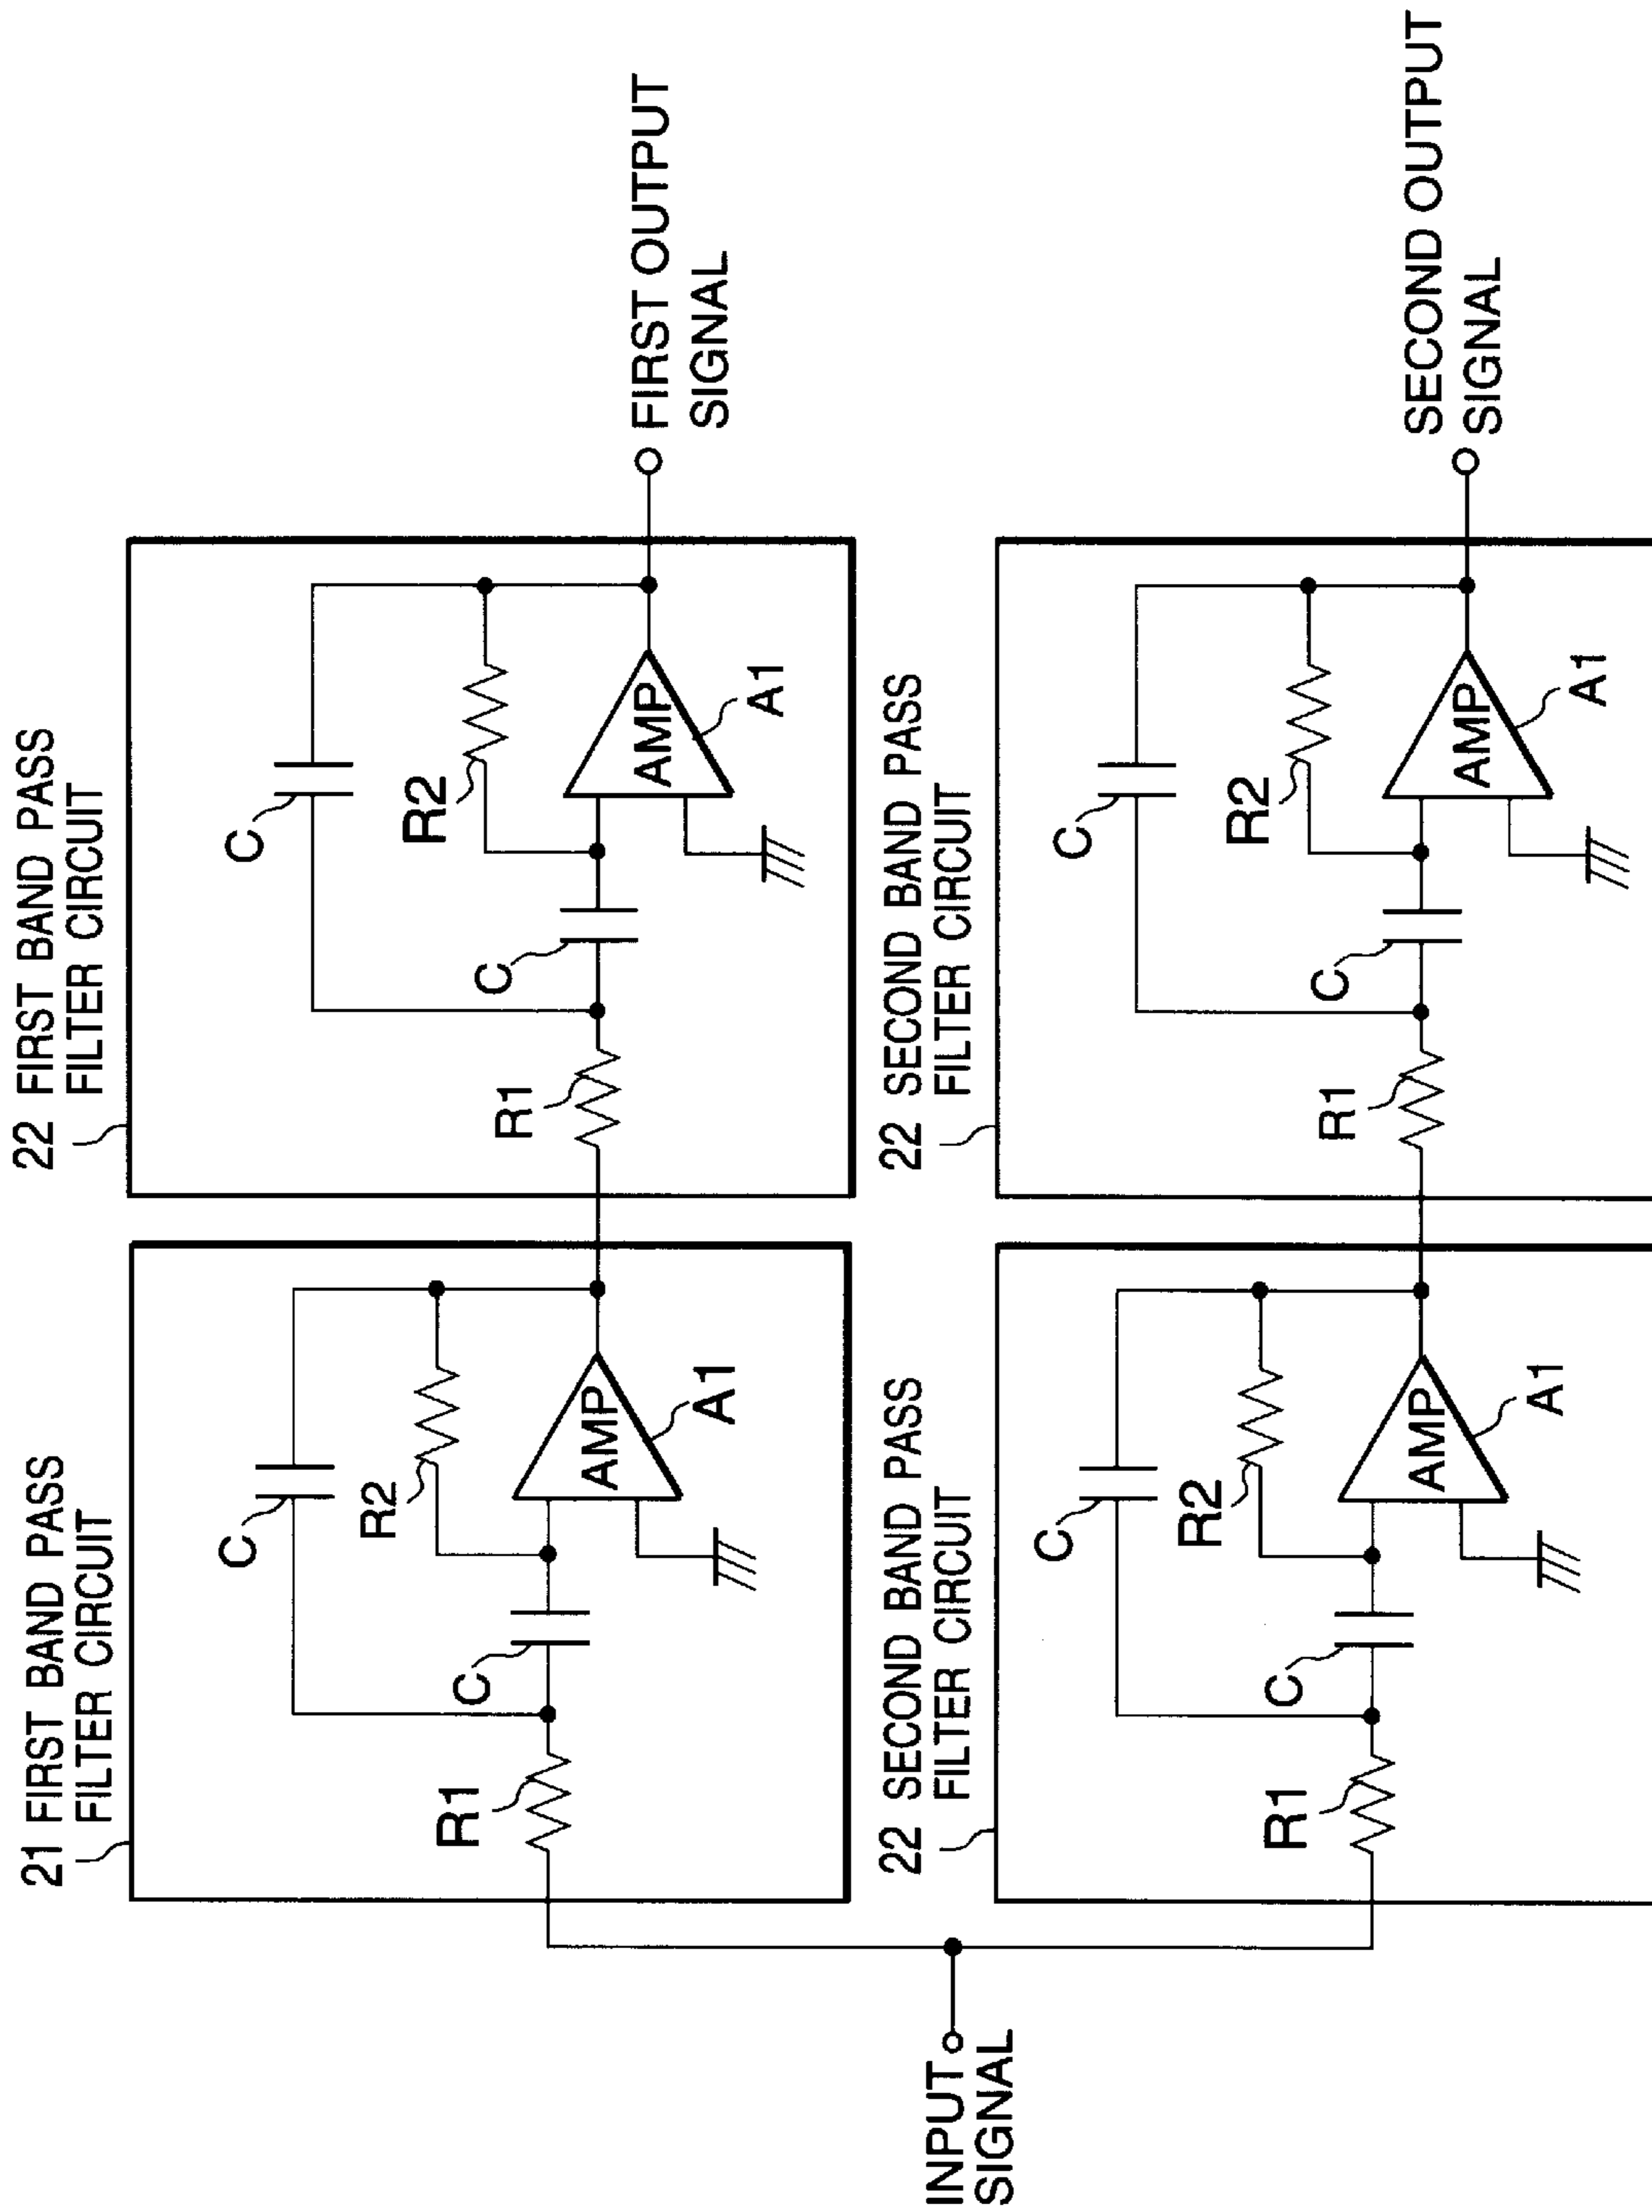 22 FIRST BAND PASS
FILTER CIRCUIT
C
R2
C
R1
AMP
A1
FIRST OUTPUT
SIGNAL
21 FIRST BAND PASS
FILTER CIRCUIT
C
R2
C
R1
AMP
A1
22 SECOND BAND PASS
FILTER CIRCUIT
C
R2
C
R1
AMP
A1
SECOND OUTPUT
SIGNAL
22 SECOND BAND PASS
FILTER CIRCUIT
C
R2
C
R1
AMP
A1
INPUT
SIGNAL